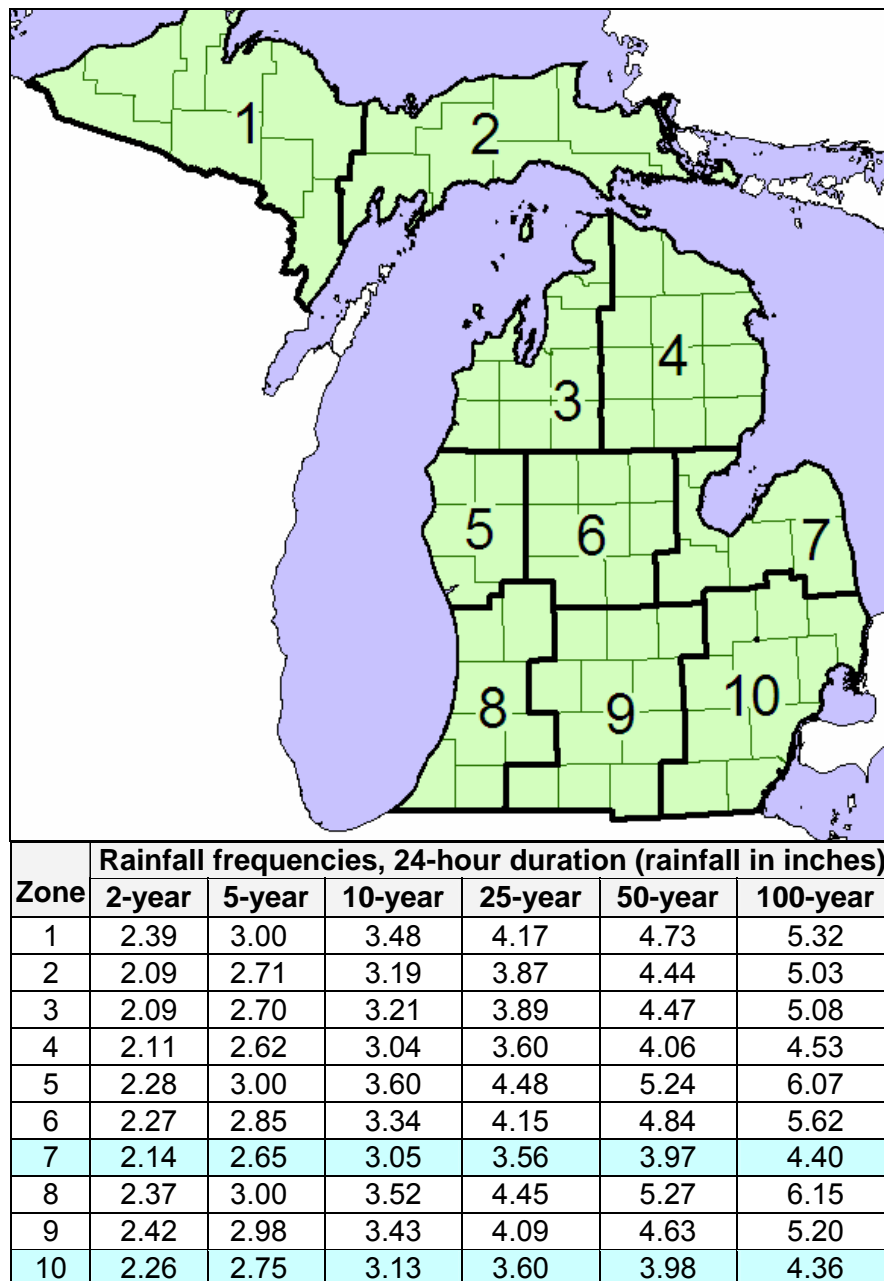 1
2
3
4
5
6
7
8
9
10
Rainfall frequencies, 24-hour duration (rainfall in inches)
Zone 2-year 5-year 10-year 25-year 50-year 100-year
1 2.39 3.00 3.48 4.17 4.73 5.32
2 2.09 2.71 3.19 3.87 4.44 5.03
3 2.09 2.70 3.21 3.89 4.47 5.08
4 2.11 2.62 3.04 3.60 4.06 4.53
5 2.28 3.00 3.60 4.48 5.24 6.07
6 2.27 2.85 3.34 4.15 4.84 5.62
7 2.14 2.65 3.05 3.56 3.97 4.40
8 2.37 3.00 3.52 4.45 5.27 6.15
9 2.42 2.98 3.43 4.09 4.63 5.20
10 2.26 2.75 3.13 3.60 3.98 4.36